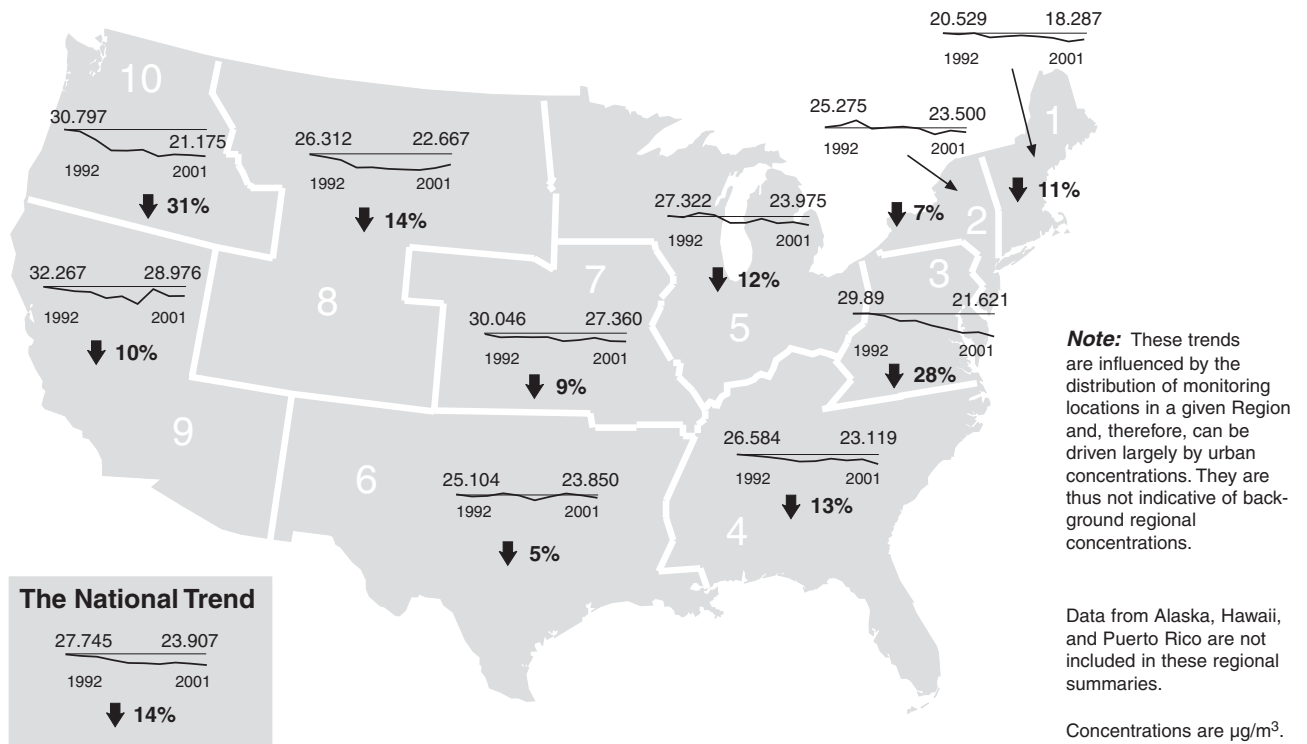 20.529 18.287
1992 2001
10
1
25.275 23.500
1992 2001
30.797
21.175
1992 2001
31%
26.312 22.667
1992 2001
14%
27.322 23.975
1992 2001
12%
7%
11%
2
3
32.267 28.976
1992 2001
10%
8
7
30.046 27.360
1992 2001
9%
5
29.89 21.621
1992 2001
28%
9
6
25.104 23.850
1992 2001
5%
26.584 23.119
1992 2001
13%
4
Note: These trends
are influenced by the
distribution of monitoring
locations in a given Region
and, therefore, can be
driven largely by urban
concentrations. They are
thus not indicative of back-
ground regional
concentrations.
Data from Alaska, Hawaii,
and Puerto Rico are not
included in these regional
summaries.
Concentrations are µg/m³.
The National Trend
27.745 23.907
1992 2001
14%